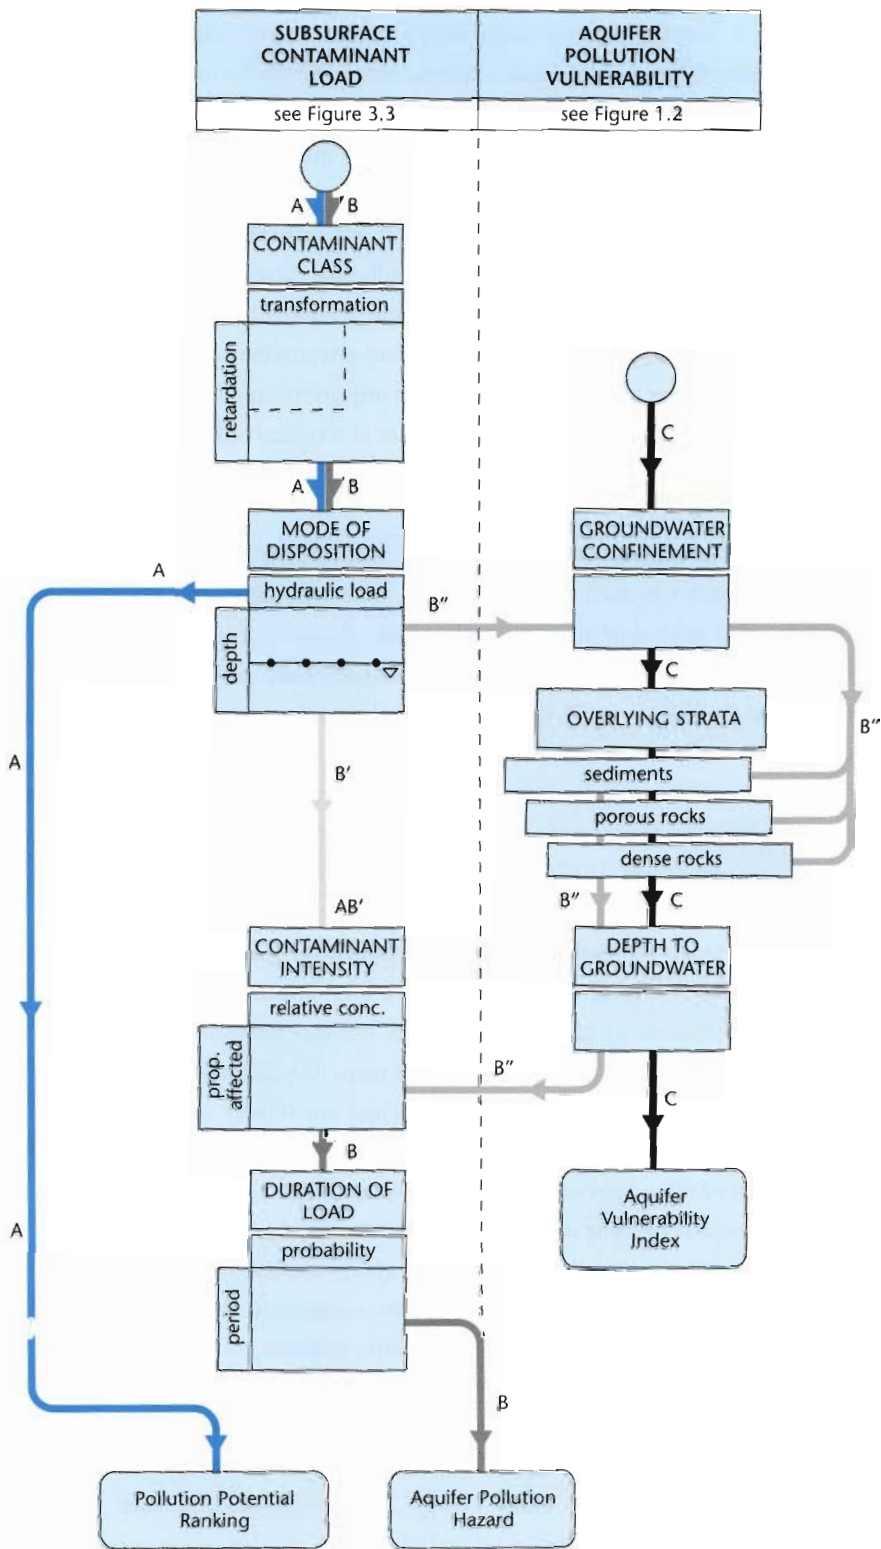 SUBSURFACE
CONTAMINANT
LOAD
see Figure 3.3
AQUIFER
POLLUTION
VULNERABILITY
see Figure 1.2
A
B
CONTAMINANT
CLASS
transformation
retardation
A
B
MODE OF
DISPOSITION
hydraulic load
depth
A
B″
A
B′
AB′
CONTAMINANT
INTENSITY
relative conc.
prop.
affected
B
DURATION OF
LOAD
probability
period
A
B
Pollution Potential
Ranking
Aquifer Pollution
Hazard
C
GROUNDWATER
CONFINEMENT
C
B″
OVERLYING STRATA
sediments
porous rocks
dense rocks
B″
C
DEPTH TO
GROUNDWATER
B″
C
Aquifer
Vulnerability
Index